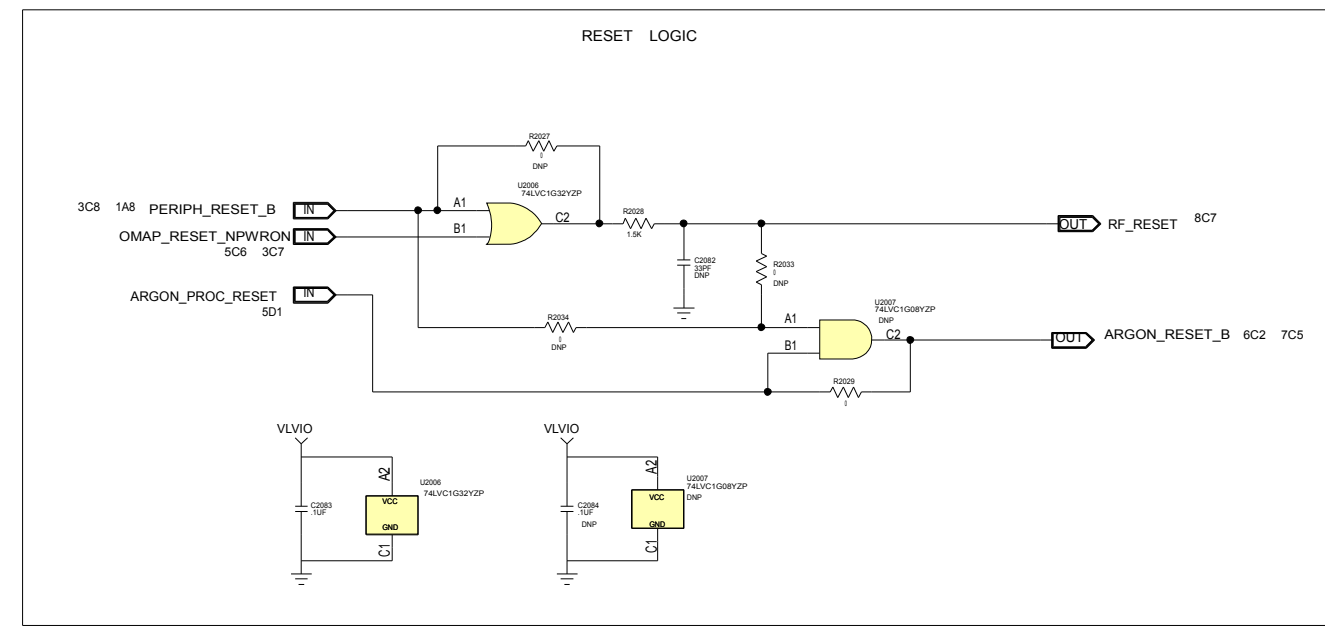 RESET LOGIC
R2027
0
DNP
U2006
74LVC1G32YZP
3C8 1A8 PERIPH_RESET_B IN
A1
OMAP_RESET_NPWRON IN
B1
C2
5C6 3C7
R2028
1.5K
OUT RF_RESET 8C7
C2082
33PF
DNP
R2033
0
DNP
ARGON_PROC_RESET IN
5D1
R2034
0
DNP
U2007
74LVC1G08YZP
DNP
A1
B1
C2
OUT ARGON_RESET_B 6C2 7C5
R2029
0
VLVIO
A2
U2006
74LVC1G32YZP
VCC
GND
C2083
.1UF
C1
VLVIO
A2
U2007
74LVC1G08YZP
DNP
VCC
GND
C2084
.1UF
DNP
C1